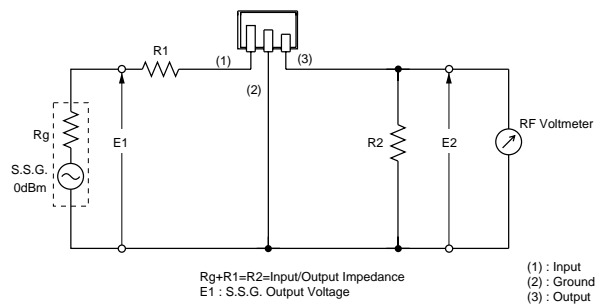 R1
(1)
(3)
(2)
Rg
S.S.G.
0dBm
E1
R2
E2
RF Voltmeter
Rg+R1=R2=Input/Output Impedance
E1 : S.S.G. Output Voltage
(1) : Input
(2) : Ground
(3) : Output